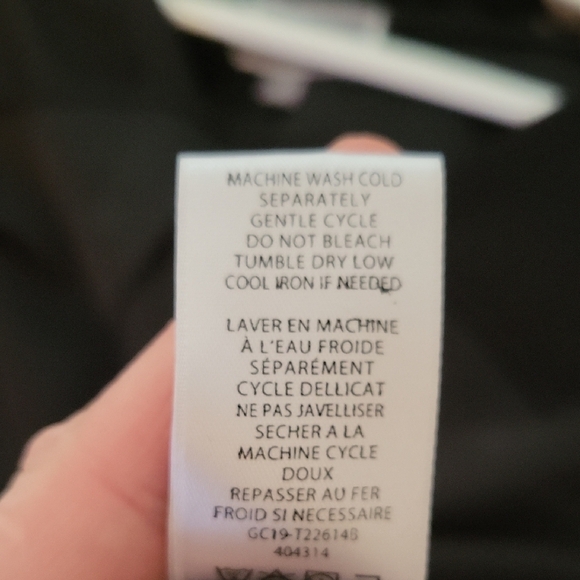 MACHINE WASH COLD
SEPARATELY
GENTLE CYCLE
DO NOT BLEACH
TUMBLE DRY LOW
COOL IRON IF NEEDED
LAVER EN MACHINE
À L'EAU FROIDE
SÉPARÉMENT
CYCLE DELLICAT
NE PAS JAVELLISER
SECHER A LA
MACHINE CYCLE
DOUX
REPASSER AU FER
FROID SI NECESSAIRE
GC19-T22614B
404314